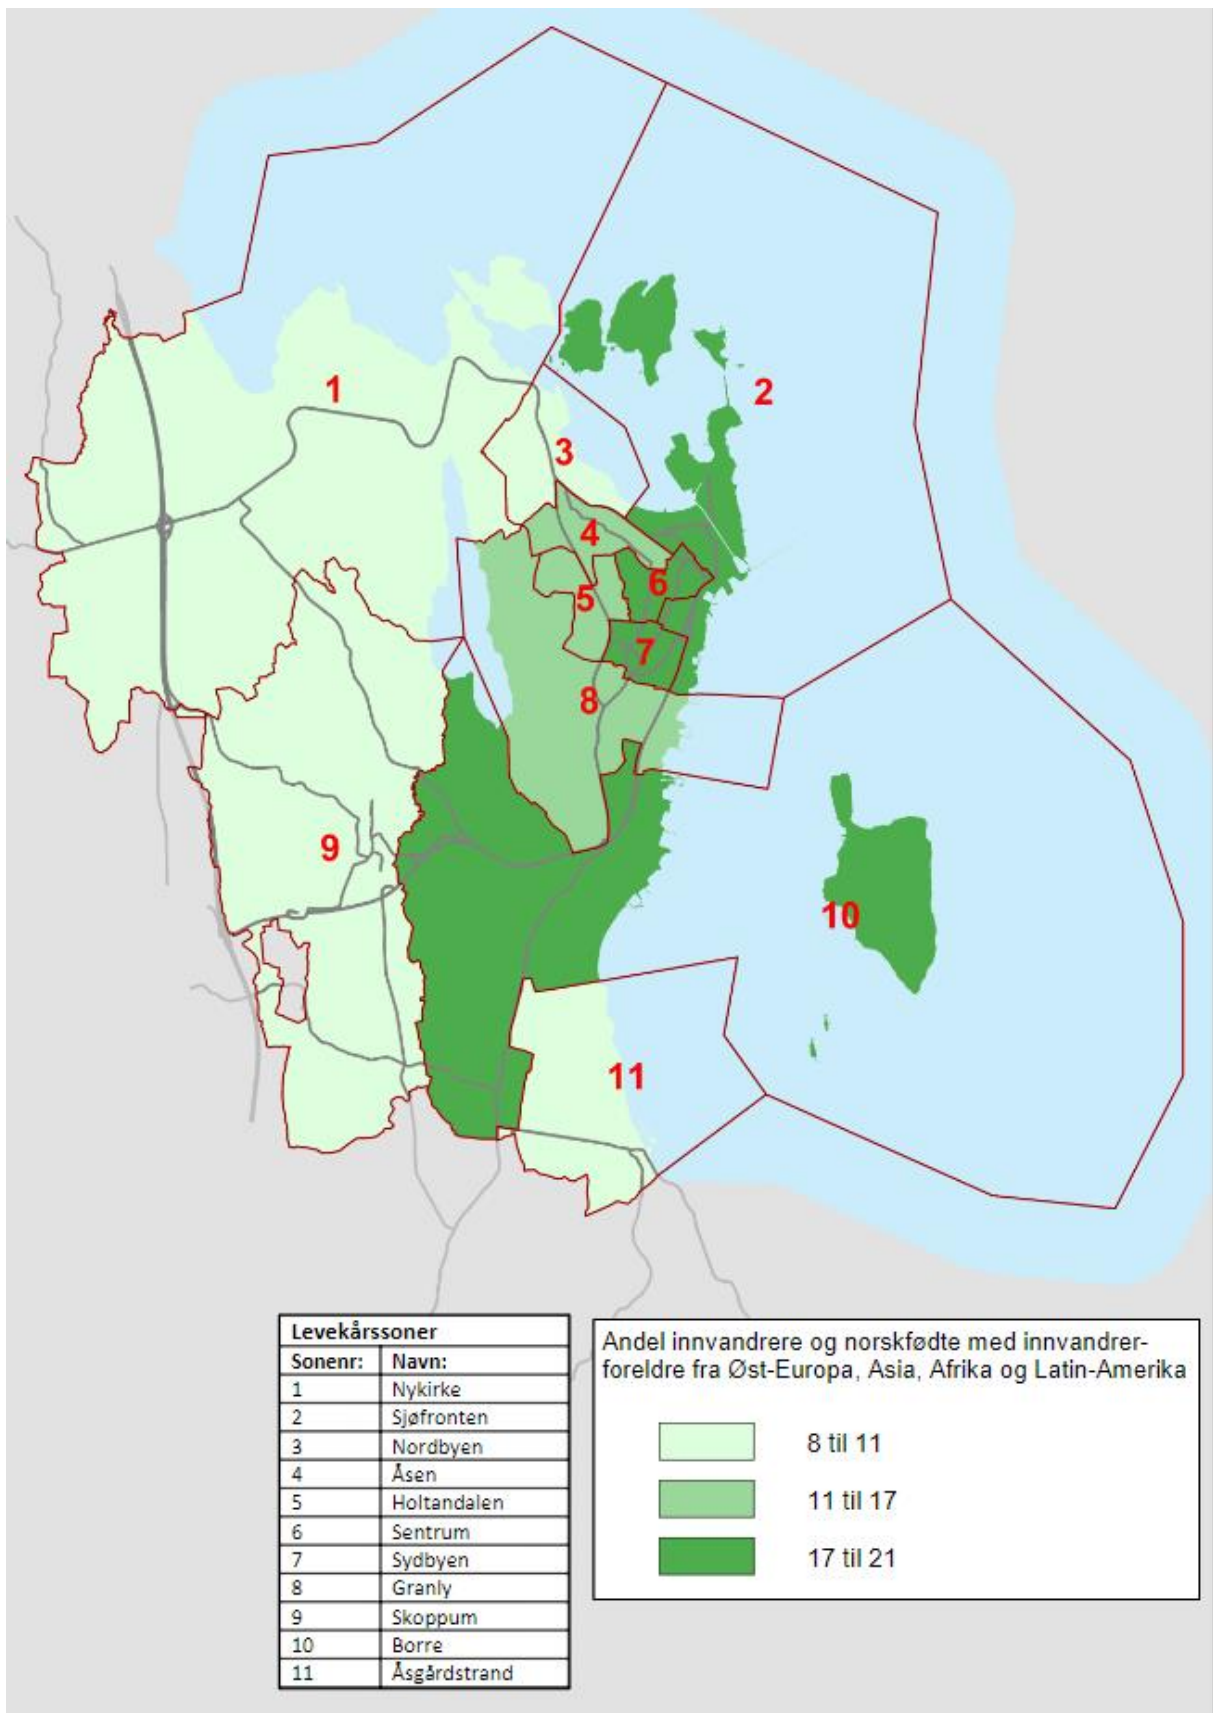 1
2
3
4
5
6
7
8
9
10
11
Levekårssoner
Sonenr: Navn:
1 Nykirke
2 Sjøfronten
3 Nordbyen
4 Åsen
5 Holtandalen
6 Sentrum
7 Sydbyen
8 Granly
9 Skoppum
10 Borre
11 Åsgårdstrand
Andel innvandrere og norskfødte med innvandrer-
foreldre fra Øst-Europa, Asia, Afrika og Latin-Amerika
8 til 11
11 til 17
17 til 21